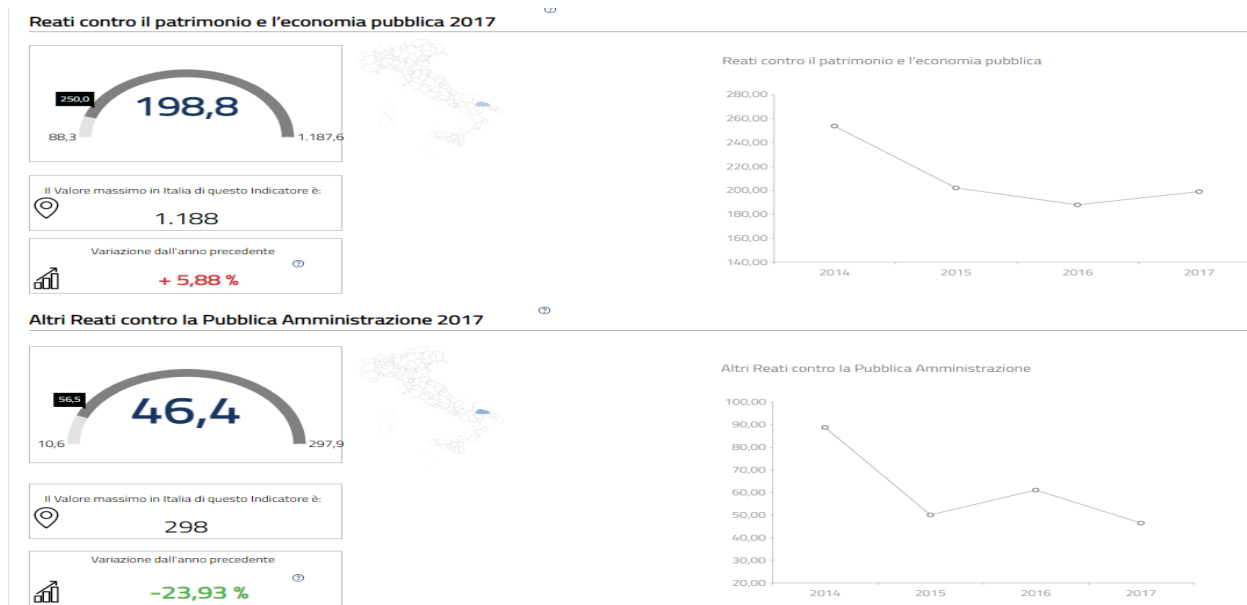 Reati contro il patrimonio e l'economia pubblica 2017
?
250,0
198,8
88,3
1.187,6
Il Valore massimo in Italia di questo Indicatore è:
1.188
Variazione dall'anno precedente
?
+ 5,88 %
Reati contro il patrimonio e l'economia pubblica
280,00
260,00
240,00
220,00
200,00
180,00
160,00
140,00
2014 2015 2016 2017
Altri Reati contro la Pubblica Amministrazione 2017
?
56,5
46,4
10,6
297,9
Il Valore massimo in Italia di questo Indicatore è:
298
Variazione dall'anno precedente
?
-23,93 %
Altri Reati contro la Pubblica Amministrazione
100,00
90,00
80,00
70,00
60,00
50,00
40,00
30,00
20,00
2014 2015 2016 2017